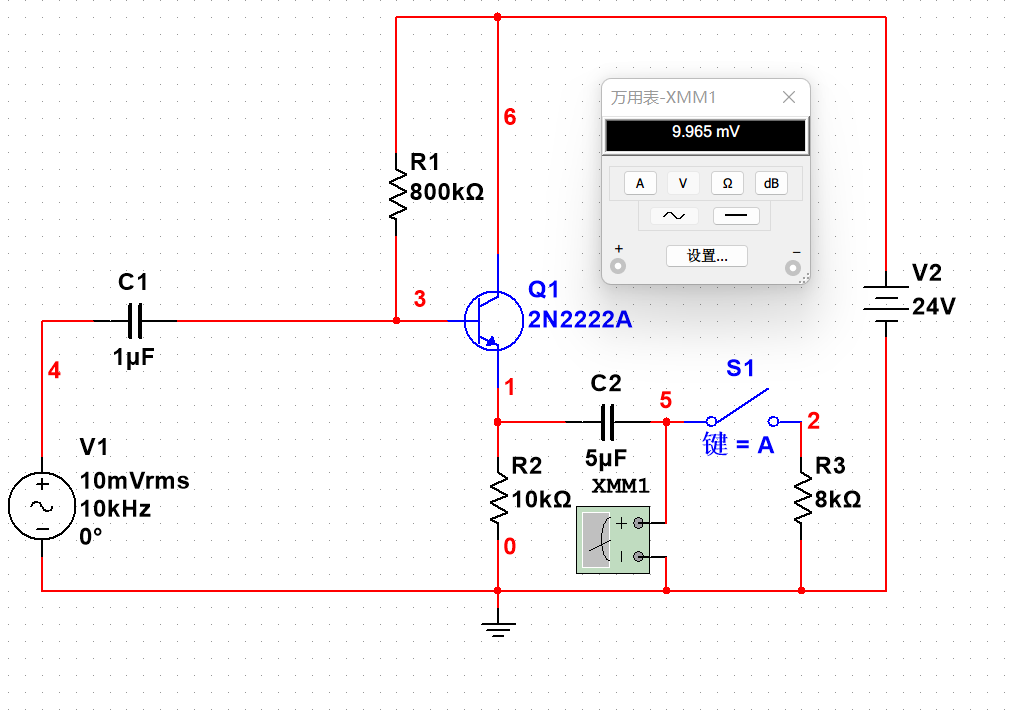 万用表-XMM1
9.965 mV
A V Ω dB
+ −
设置...
6
R1
800kΩ
V2
24V
C1
1µF
3
Q1
2N2222A
4
1
C2
5µF
5
S1
键 = A
2
V1
10mVrms
10kHz
0°
R2
10kΩ
XMM1
R3
8kΩ
0